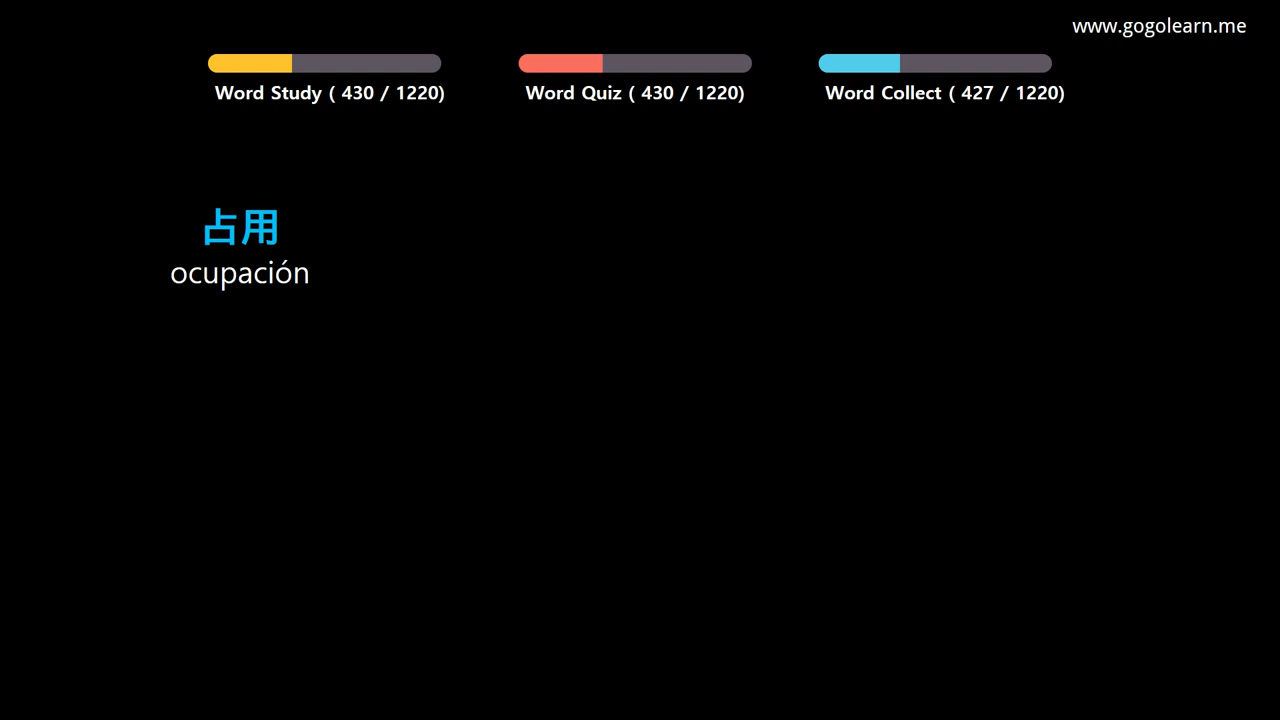 www.gogolearn.me
Word Study ( 430 / 1220)
Word Quiz ( 430 / 1220)
Word Collect ( 427 / 1220)
占用
ocupación